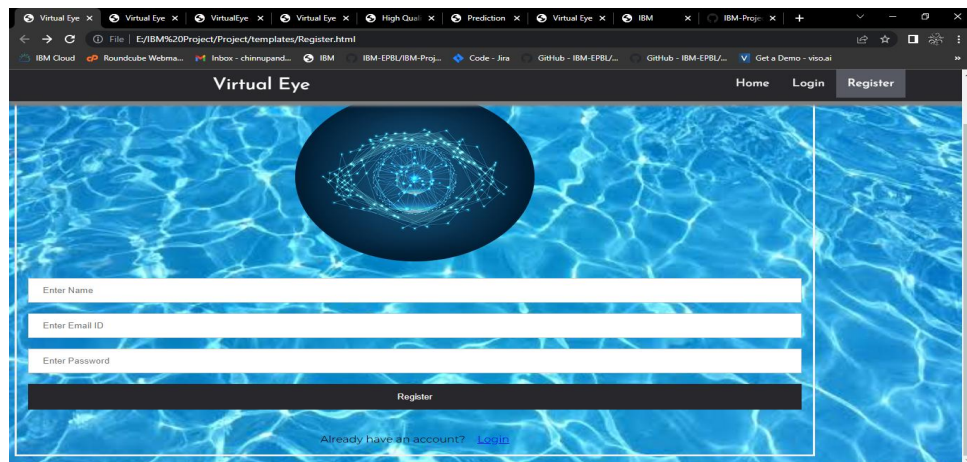 Virtual Eye Virtual Eye VirtualEye Virtual Eye High Quali Prediction Virtual Eye IBM IBM-Proje
File E:/IBM%20Project/Project/templates/Register.html
IBM Cloud Roundcube Webma... Inbox - chinnupand... IBM IBM-EPBL/IBM-Proj... Code - Jira GitHub - IBM-EPBL/... GitHub - IBM-EPBL/... Get a Demo - viso.ai »
Virtual Eye Home Login Register
Enter Name
Enter Email ID
Enter Password
Register
Already have an account? Login